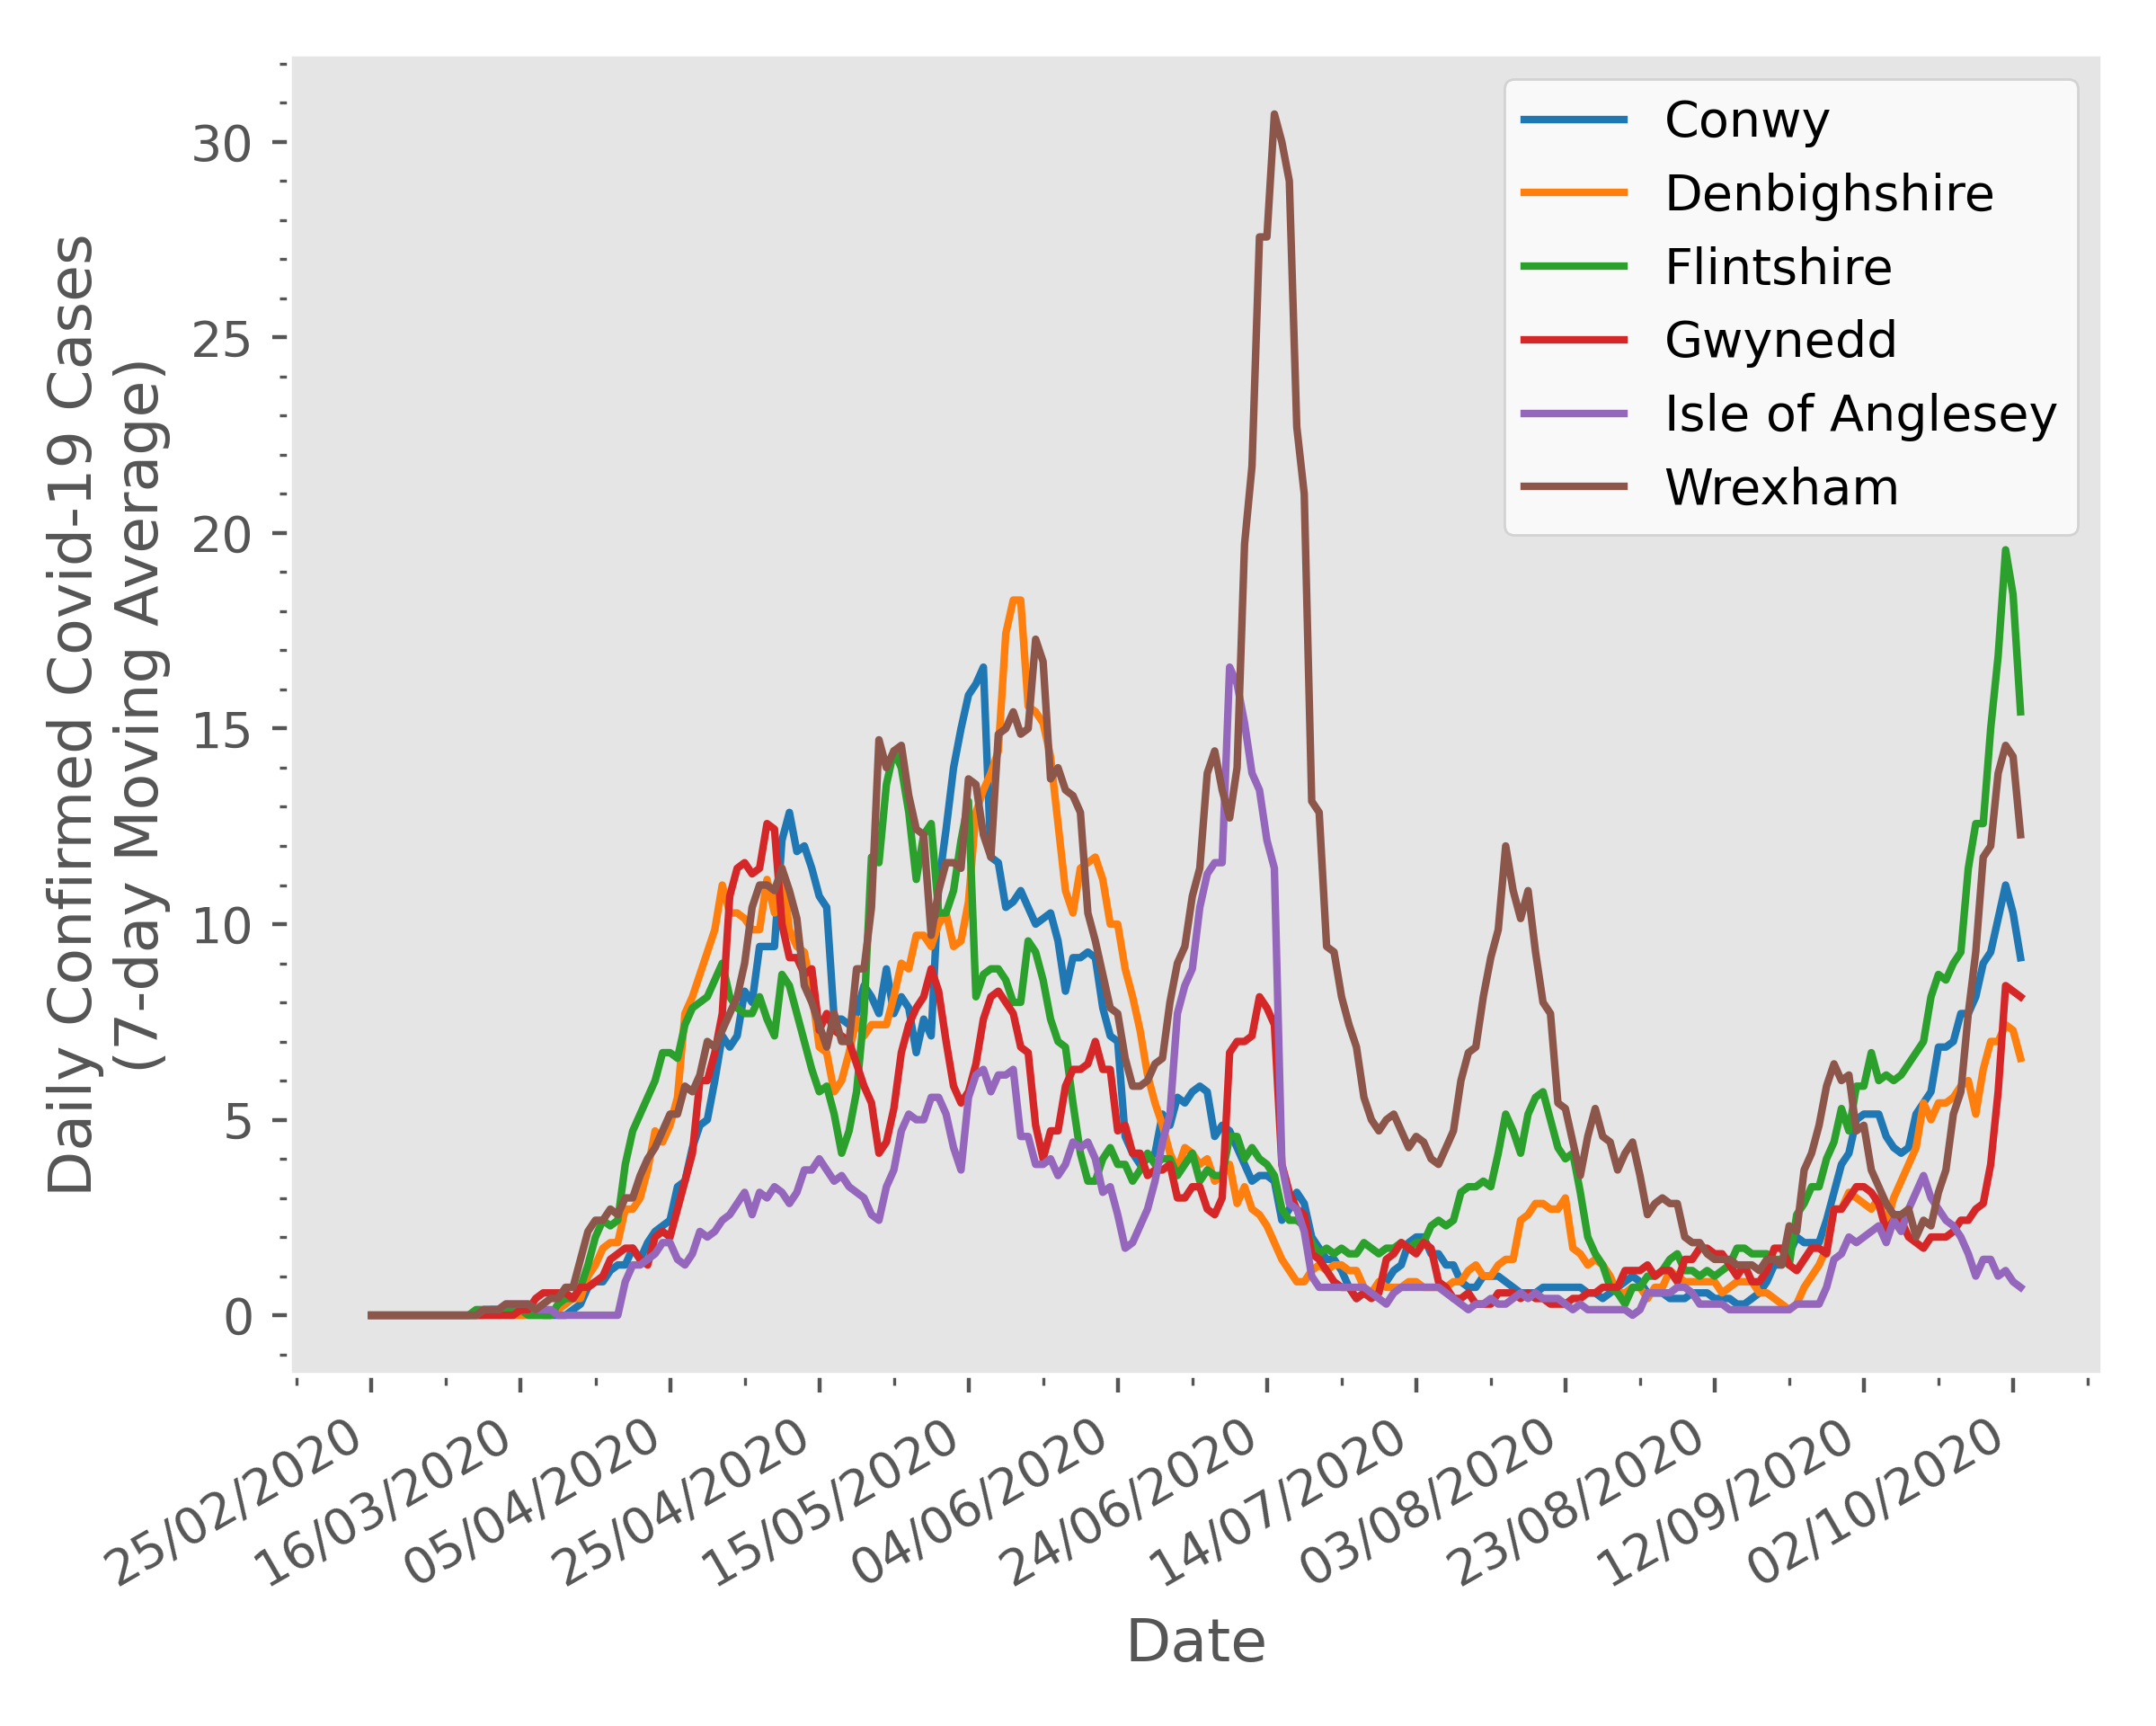 Daily Confirmed Covid-19 Cases
(7-day Moving Average)
30
25
20
15
10
5
0
Conwy
Denbighshire
Flintshire
Gwynedd
Isle of Anglesey
Wrexham
25/02/2020
16/03/2020
05/04/2020
25/04/2020
15/05/2020
04/06/2020
24/06/2020
14/07/2020
03/08/2020
23/08/2020
12/09/2020
02/10/2020
Date